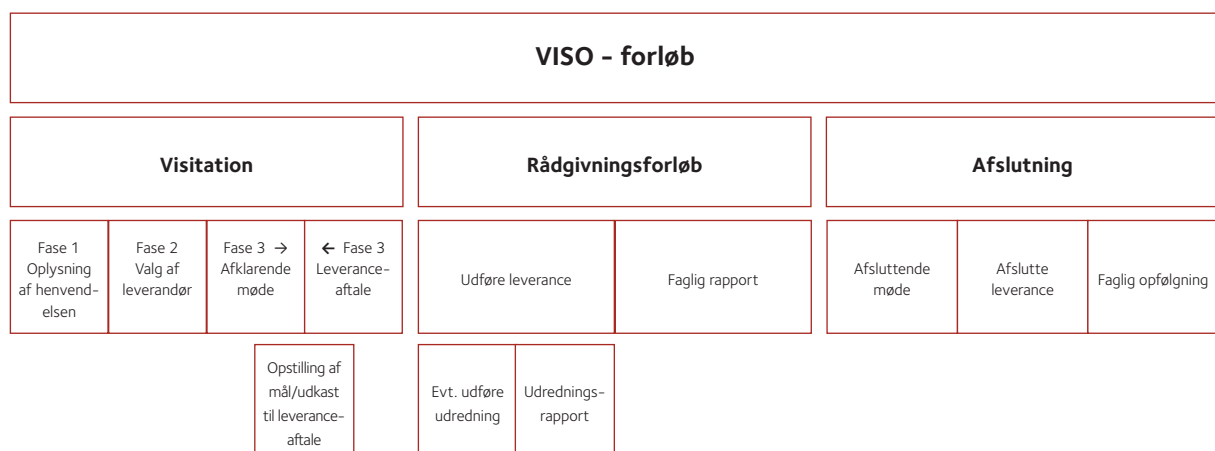 VISO - forløb
Visitation
Rådgivningsforløb
Afslutning
Fase 1
Oplysning
af henvend-
elsen
Fase 2
Valg af
leverandør
Fase 3 →
Afklarende
møde
← Fase 3
Leverance-
aftale
Udføre leverance
Faglig rapport
Afsluttende
møde
Afslutte
leverance
Faglig opfølgning
Opstilling af
mål/udkast
til leverance-
aftale
Evt. udføre
udredning
Udrednings-
rapport